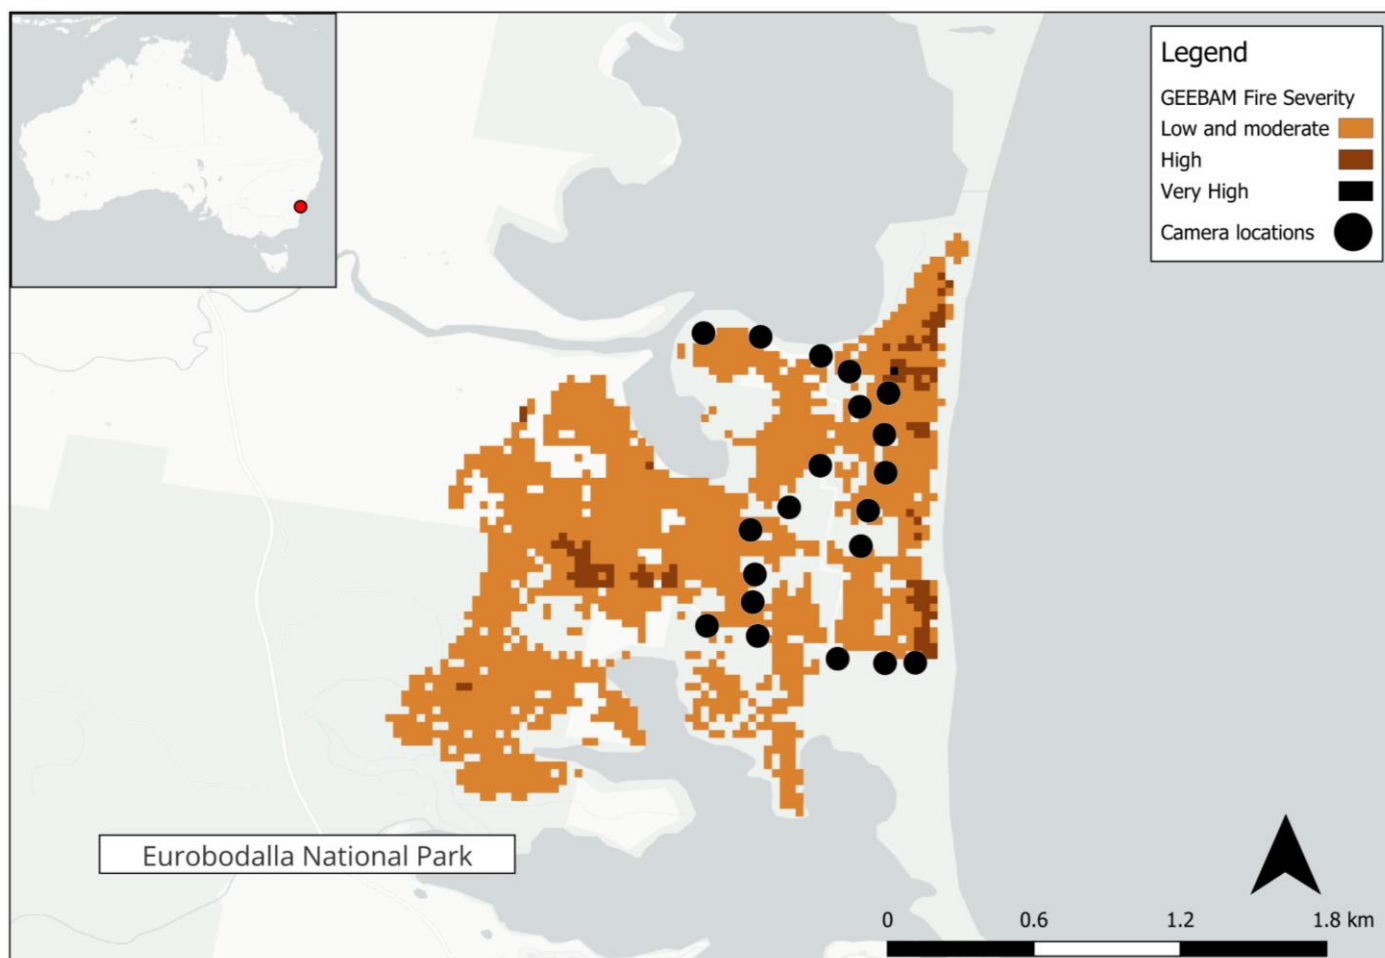 Legend
GEEBAM Fire Severity
Low and moderate
High
Very High
Camera locations
Eurobodalla National Park
0 0.6 1.2 1.8 km